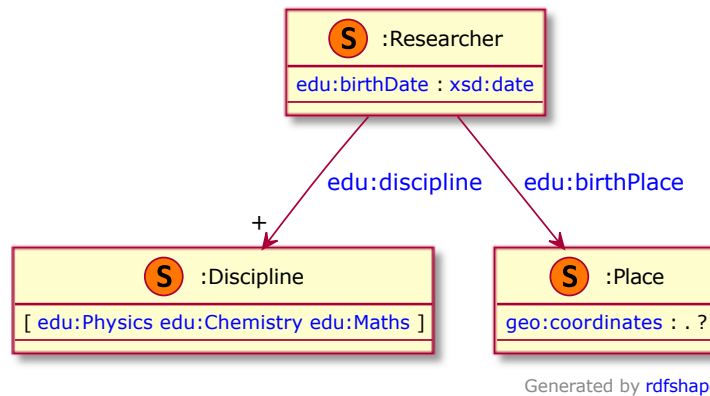 S :Researcher
edu:birthDate : xsd:date
edu:discipline edu:birthPlace
+
S :Discipline
[ edu:Physics edu:Chemistry edu:Maths ]
S :Place
geo:coordinates : . ?
Generated by rdfshap